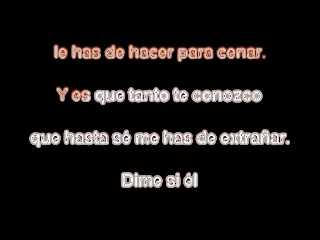 le has de hacer para cenar.
Y es que tanto te conozco
que hasta sé me has de extrañar.
Dime si él